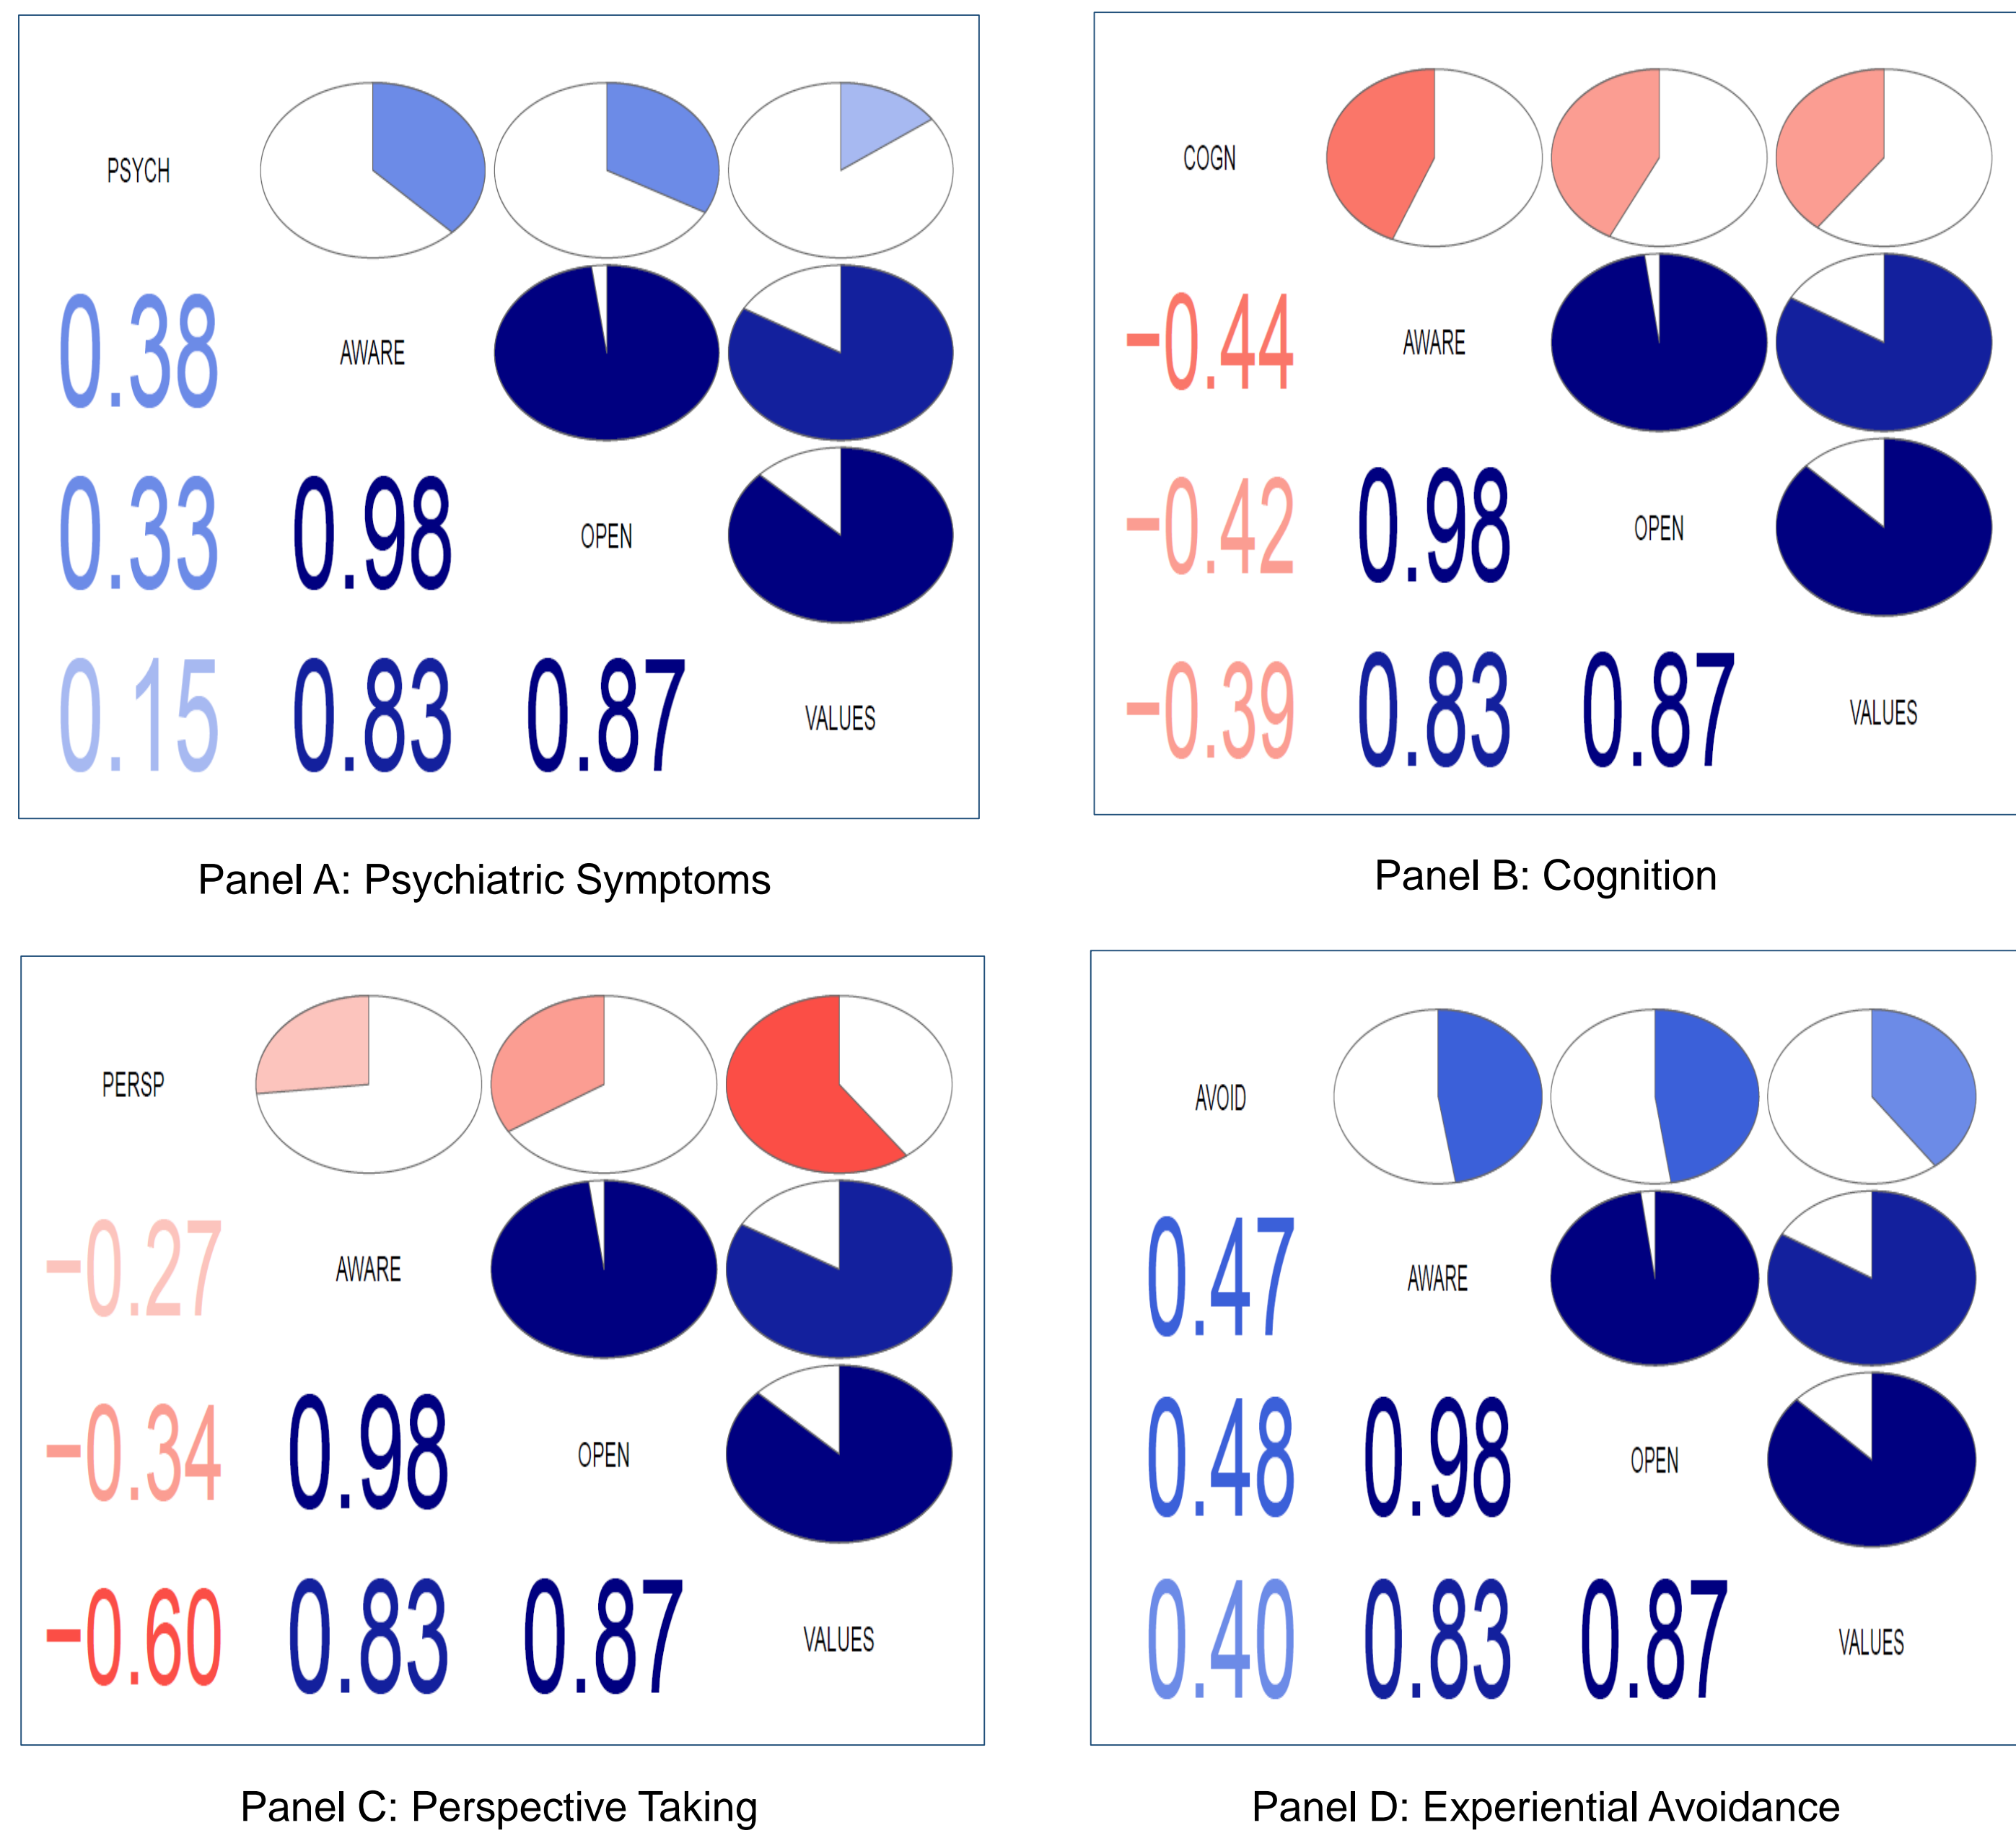 PSYCH
0.38 AWARE
0.33 0.98 OPEN
0.15 0.83 0.87 VALUES
Panel A: Psychiatric Symptoms
COGN
−0.44 AWARE
−0.42 0.98 OPEN
−0.39 0.83 0.87 VALUES
Panel B: Cognition
PERSP
−0.27 AWARE
−0.34 0.98 OPEN
−0.60 0.83 0.87 VALUES
Panel C: Perspective Taking
AVOID
0.47 AWARE
0.48 0.98 OPEN
0.40 0.83 0.87 VALUES
Panel D: Experiential Avoidance